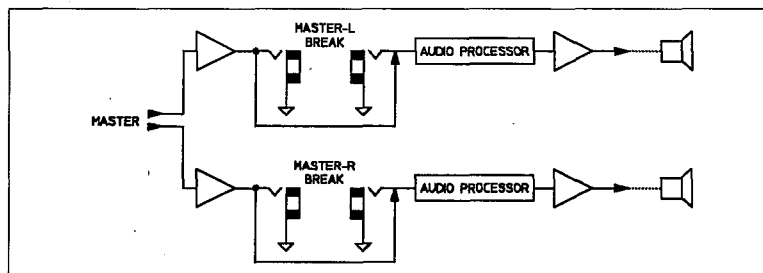 MASTER-L
BREAK
AUDIO PROCESSOR
MASTER
MASTER-R
BREAK
AUDIO PROCESSOR